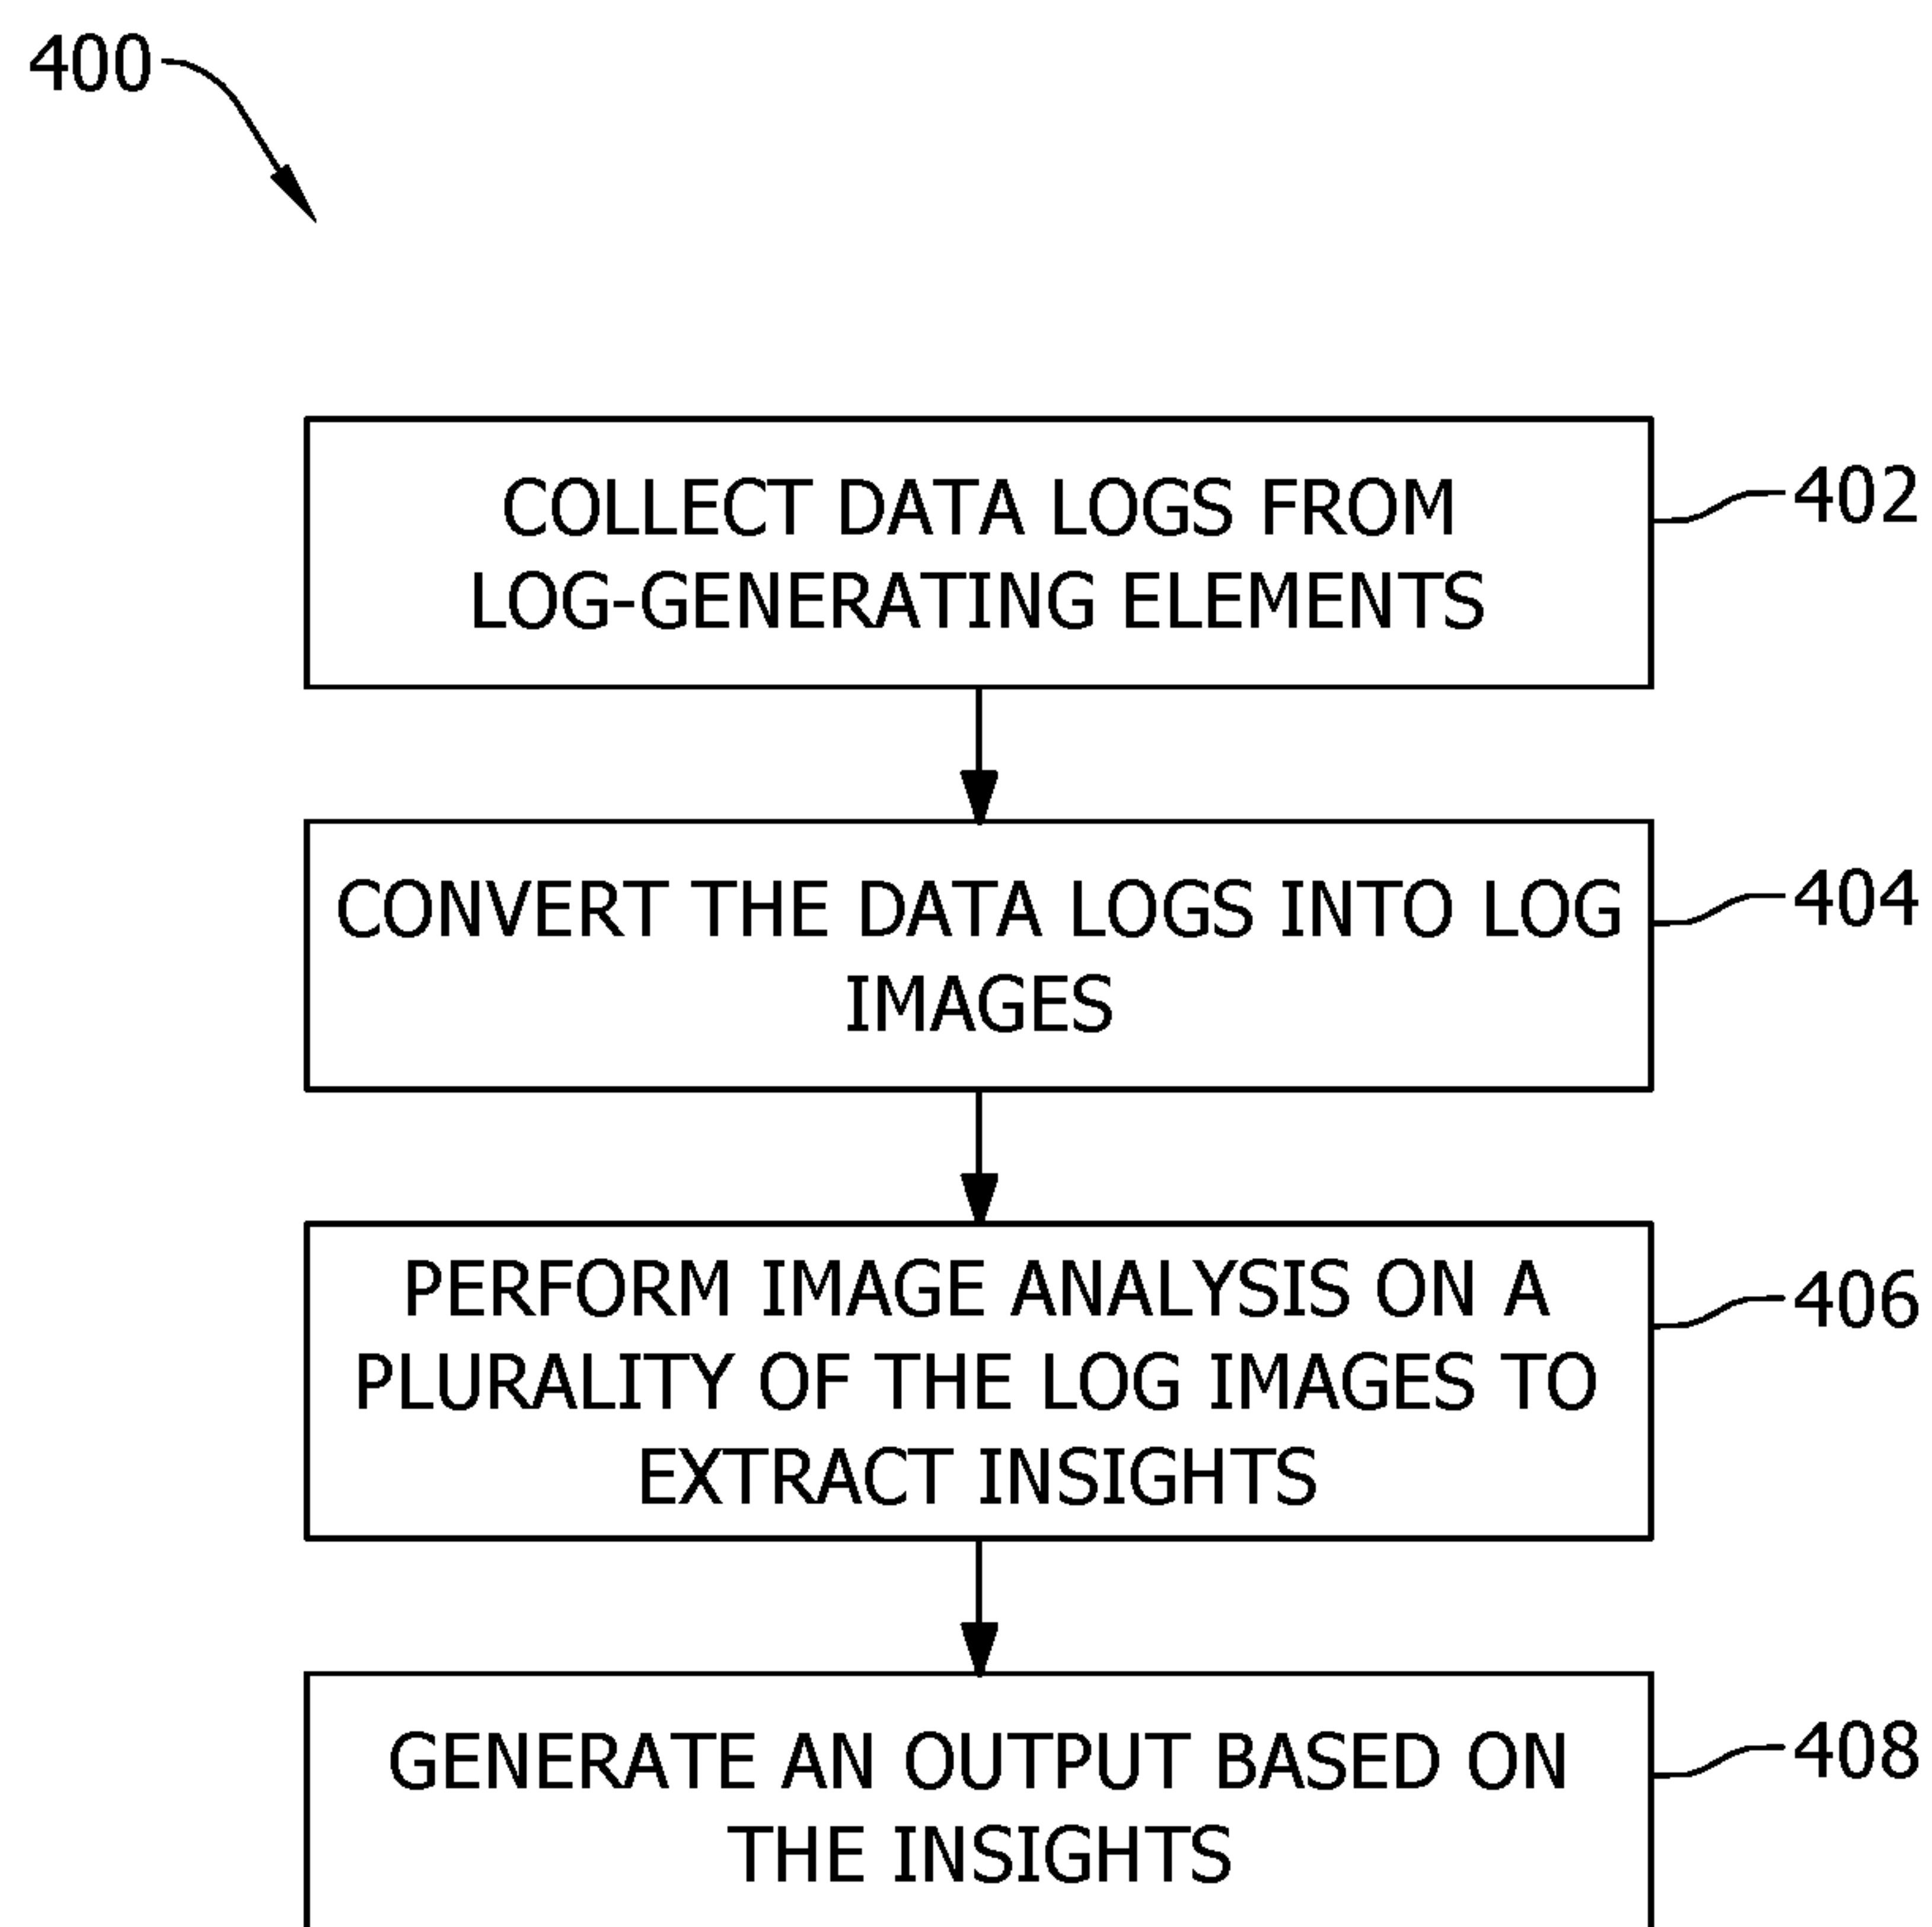 400
COLLECT DATA LOGS FROM
LOG-GENERATING ELEMENTS
402
CONVERT THE DATA LOGS INTO LOG
IMAGES
404
PERFORM IMAGE ANALYSIS ON A
PLURALITY OF THE LOG IMAGES TO
EXTRACT INSIGHTS
406
GENERATE AN OUTPUT BASED ON
THE INSIGHTS
408